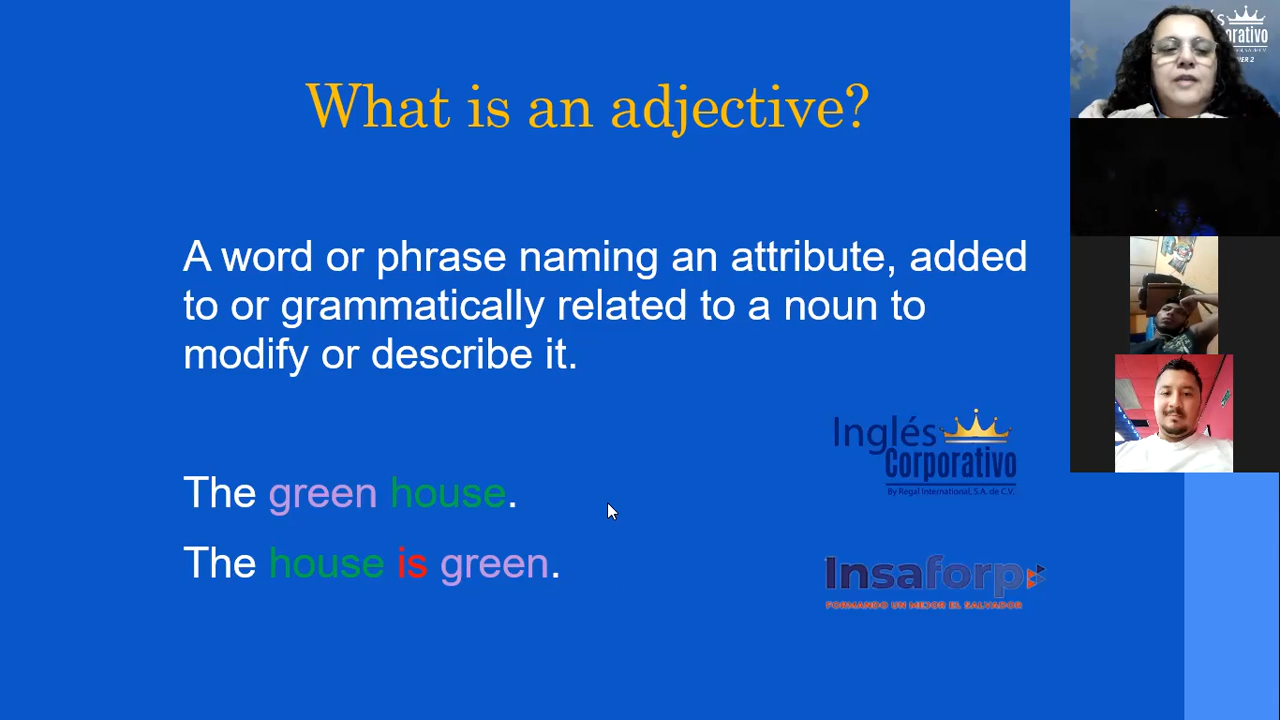 What is an adjective?
A word or phrase naming an attribute, added
to or grammatically related to a noun to
modify or describe it.
Inglés
Corporativo
By Regal International, S.A. de C.V.
The green house.
The house is green.
Insaforp
FORMANDO UN MEJOR EL SALVADOR